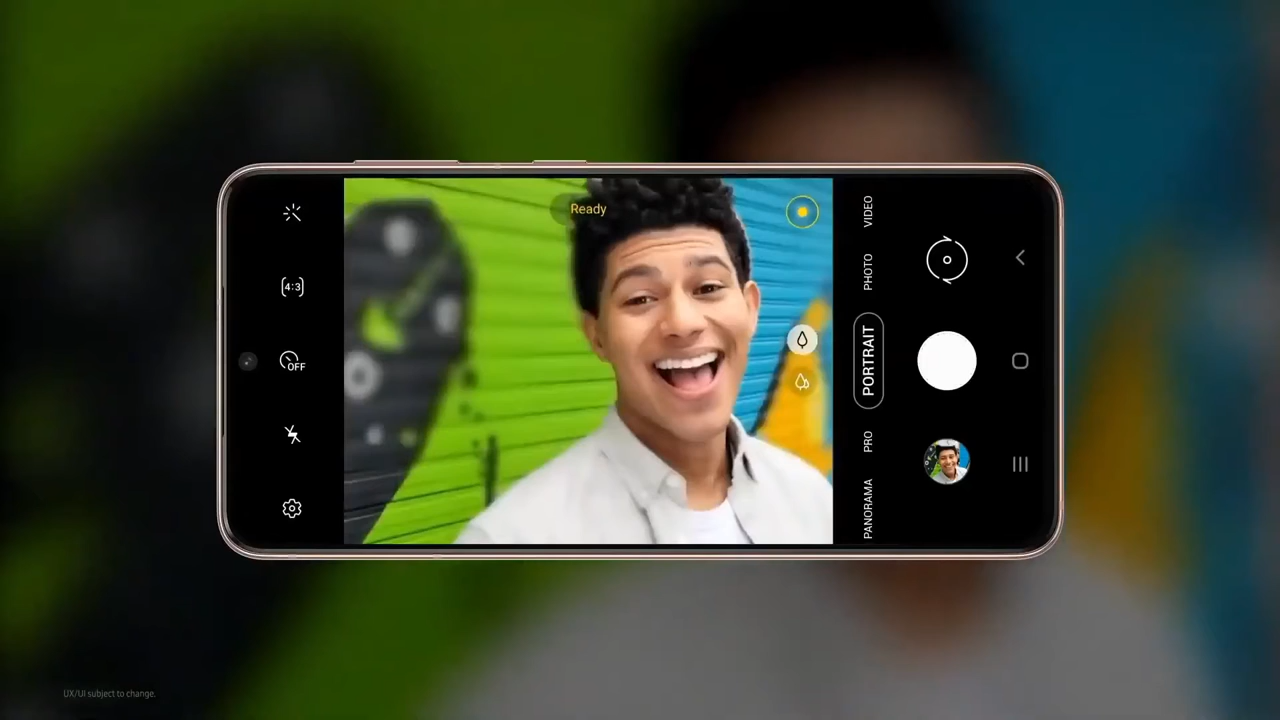 4:3
OFF
Ready
VIDEO
PHOTO
PORTRAIT
PRO
PANORAMA
UX/UI subject to change.